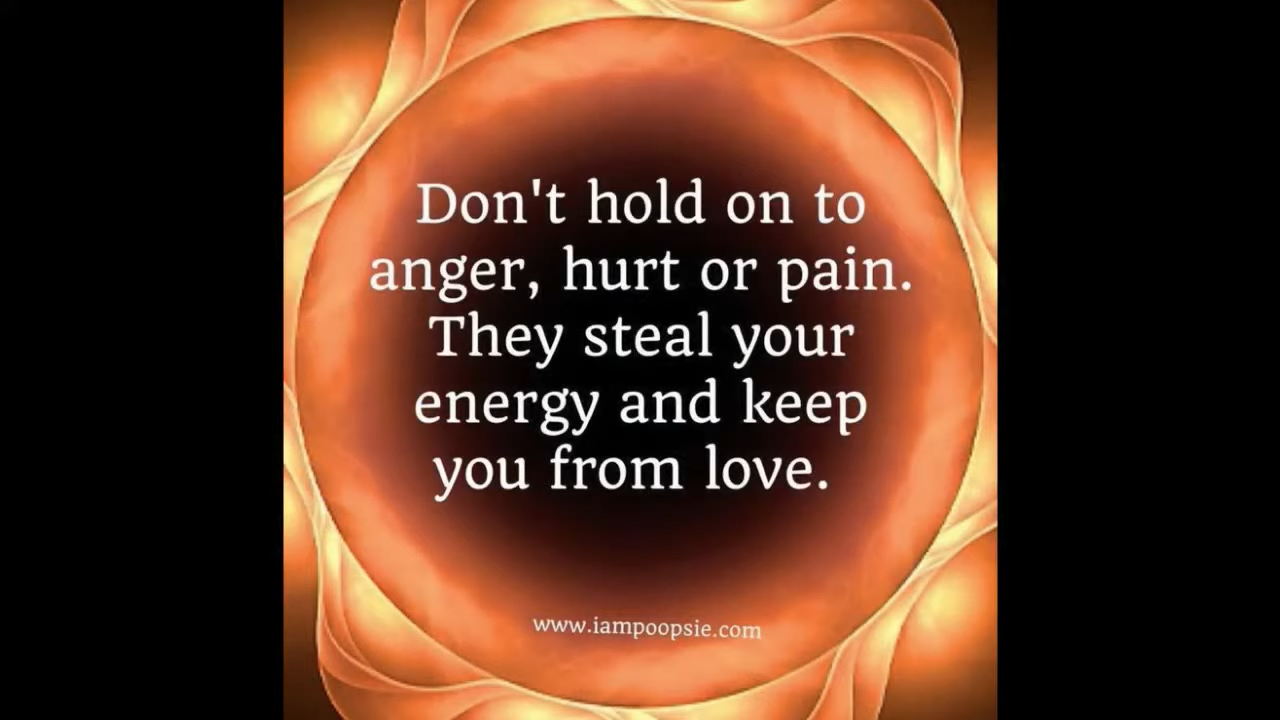 Don't hold on to
anger, hurt or pain.
They steal your
energy and keep
you from love.
www.iampoopsie.com